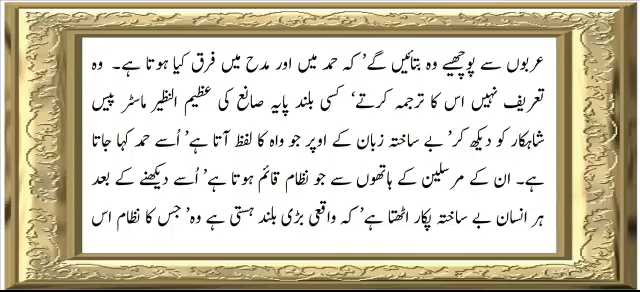 عربوں سے پوچھیے وہ بتائیں گے' کہ حمد میں اور مدح میں فرق کیا ہوتا ہے۔ وہ
تعریف نہیں اس کا ترجمہ کرتے' کسی بلند پایہ صانع کی عظیم النظیر ماسٹر پیس
شاہکار کو دیکھ کر' بے ساختہ زبان کے اوپر جو واہ کا لفظ آتا ہے' اُسے حمد کہا جاتا
ہے۔ ان کے مرسلین کے ہاتھوں سے جو نظام قائم ہوتا ہے' اُسے دیکھنے کے بعد
ہر انسان بے ساختہ پکار اٹھتا ہے' کہ واقعی بڑی بلند ہستی ہے وہ' جس کا نظام اس